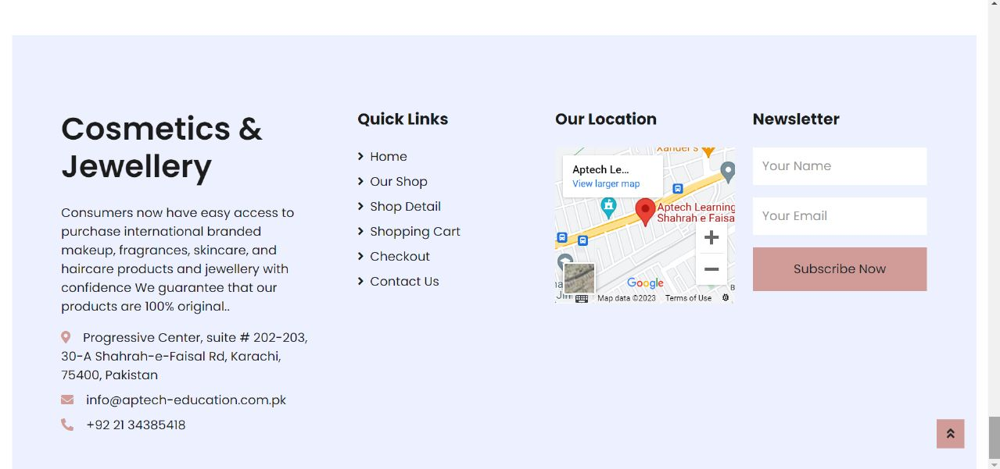 Cosmetics &
Jewellery
Consumers now have easy access to
purchase international branded
makeup, fragrances, skincare, and
haircare products and jewellery with
confidence We guarantee that our
products are 100% original..
Progressive Center, suite # 202-203,
30-A Shahrah-e-Faisal Rd, Karachi,
75400, Pakistan
info@aptech-education.com.pk
+92 21 34385418
Quick Links
Home
Our Shop
Shop Detail
Shopping Cart
Checkout
Contact Us
Our Location
Xander's
Aptech Le...
View larger map
Aptech Learning
Shahrah e Faisa
Google
Map data ©2023
Terms of Use
Newsletter
Your Name
Your Email
Subscribe Now